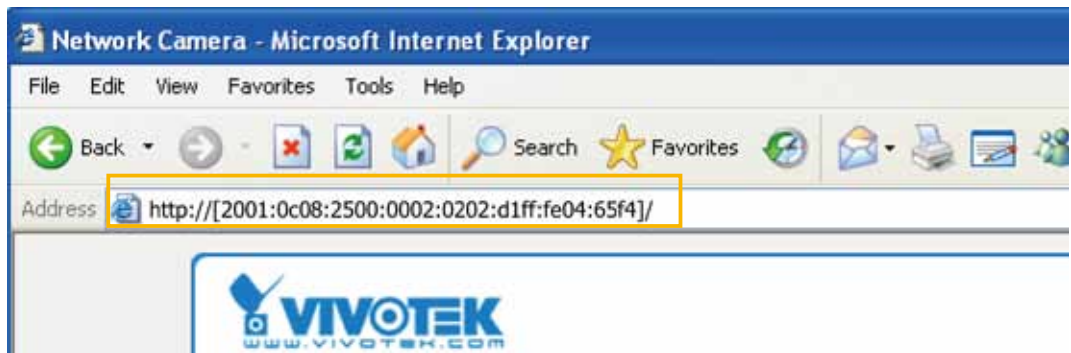 Network Camera - Microsoft Internet Explorer
File Edit View Favorites Tools Help
Back Search Favorites
Address http://[2001:0c08:2500:0002:0202:d1ff:fe04:65f4]/
VIVOTEK
www.vivotek.com